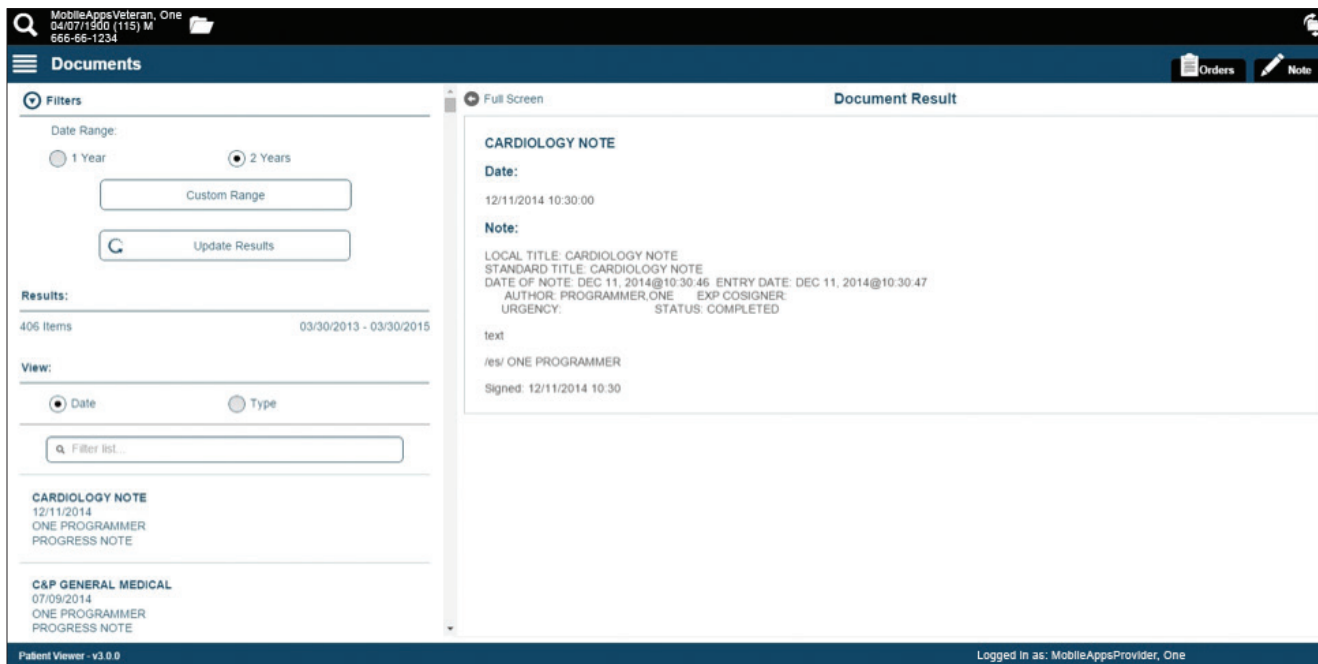 MobileAppsVeteran, One
04/07/1900 (115) M
666-66-1234
Documents
Orders
Note
Filters
Date Range:
1 Year
2 Years
Custom Range
Update Results
Results:
406 Items
03/30/2013 - 03/30/2015
View:
Date
Type
Filter list...
CARDIOLOGY NOTE
12/11/2014
ONE PROGRAMMER
PROGRESS NOTE
C&P GENERAL MEDICAL
07/09/2014
ONE PROGRAMMER
PROGRESS NOTE
Full Screen
Document Result
CARDIOLOGY NOTE
Date:
12/11/2014 10:30:00
Note:
LOCAL TITLE: CARDIOLOGY NOTE
STANDARD TITLE: CARDIOLOGY NOTE
DATE OF NOTE: DEC 11, 2014@10:30:46 ENTRY DATE: DEC 11, 2014@10:30:47
AUTHOR: PROGRAMMER,ONE EXP COSIGNER:
URGENCY: STATUS: COMPLETED
text
/es/ ONE PROGRAMMER
Signed: 12/11/2014 10:30
Patient Viewer - v3.0.0
Logged in as: MobileAppsProvider, One